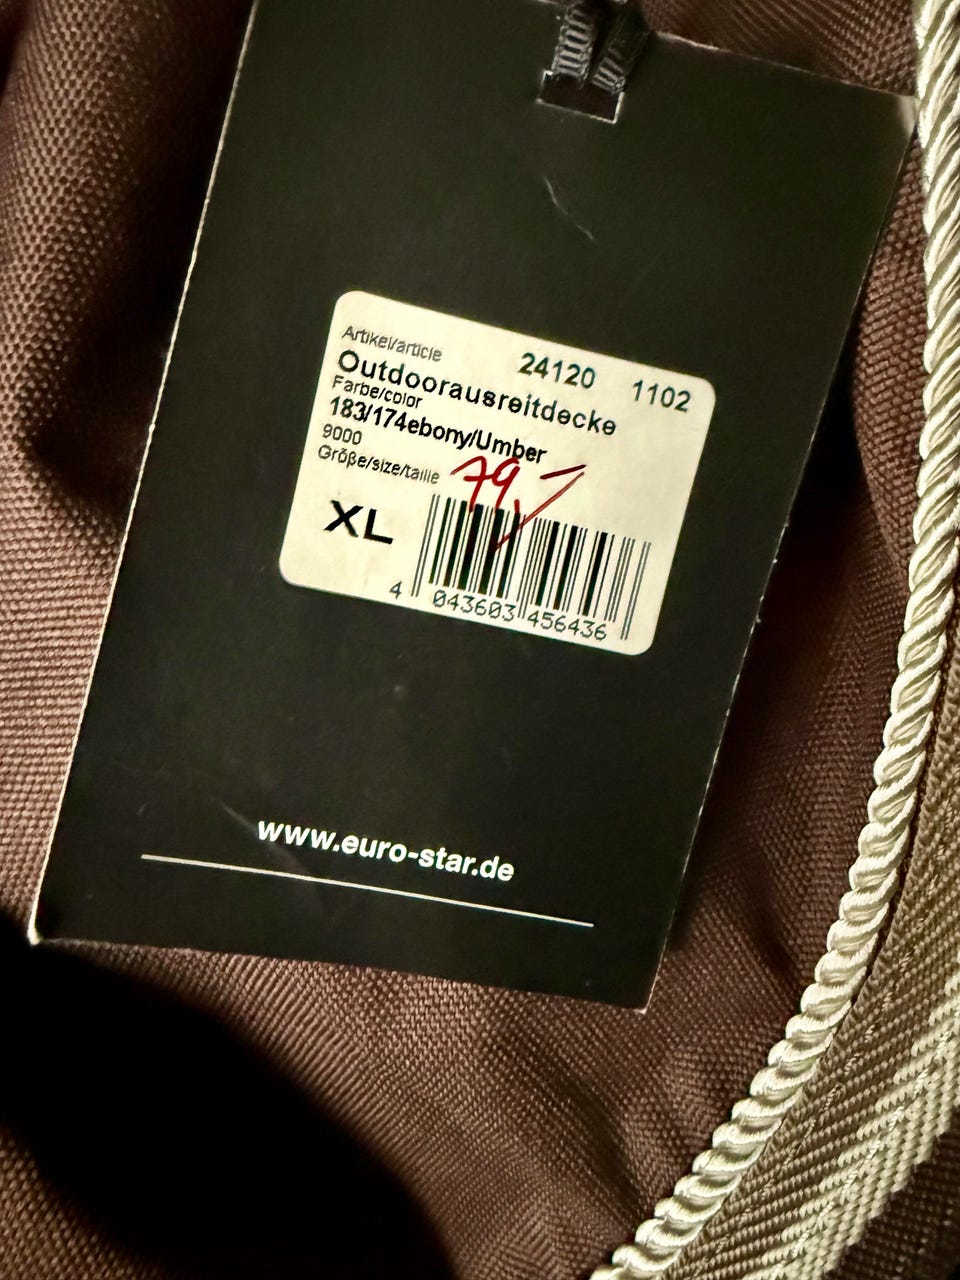 Artikel/article 24120 1102
Outdoorausreitdecke
Farbe/color
183/174ebony/Umber
9000
Größe/size/taille
79,-
XL
4 043603 456436
www.euro-star.de